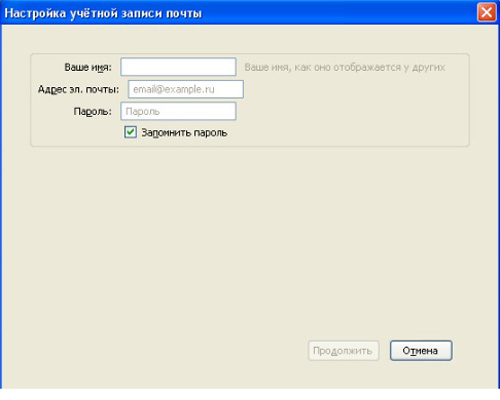 Настройка учётной записи почты
Ваше имя: Ваше имя, как оно отображается у других
Адрес эл. почты: email@example.ru
Пароль: Пароль
Запомнить пароль
Продолжить Отмена